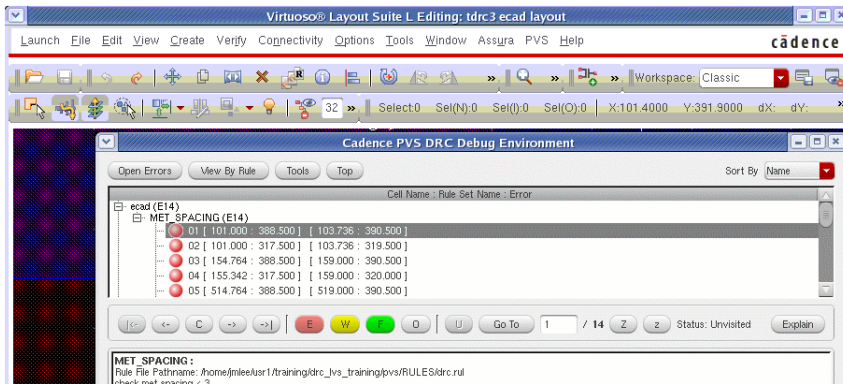 Virtuoso® Layout Suite L Editing: tdrc3 ecad layout
Launch File Edit View Create Verify Connectivity Options Tools Window Assura PVS Help cādence
Workspace: Classic
32 Select:0 Sel(N):0 Sel(I):0 Sel(O):0 X:101.4000 Y:391.9000 dX: dY:
Cadence PVS DRC Debug Environment
Open Errors View By Rule Tools Top Sort By Name
Cell Name : Rule Set Name : Error
ecad (E14)
MET_SPACING (E14)
01 [ 101.000 : 388.500 ] [ 103.736 : 390.500 ]
02 [ 101.000 : 317.500 ] [ 103.736 : 319.500 ]
03 [ 154.764 : 388.500 ] [ 159.000 : 390.500 ]
04 [ 155.342 : 317.500 ] [ 159.000 : 320.000 ]
05 [ 514.764 : 388.500 ] [ 519.000 : 390.500 ]
|<- <- C -> ->| E W F O U Go To 1 / 14 Z z Status: Unvisited Explain
MET_SPACING :
Rule File Pathname: /home/jmlee/usr1/training/drc_lvs_training/pvs/RULES/drc.rul
check met spacing < 3